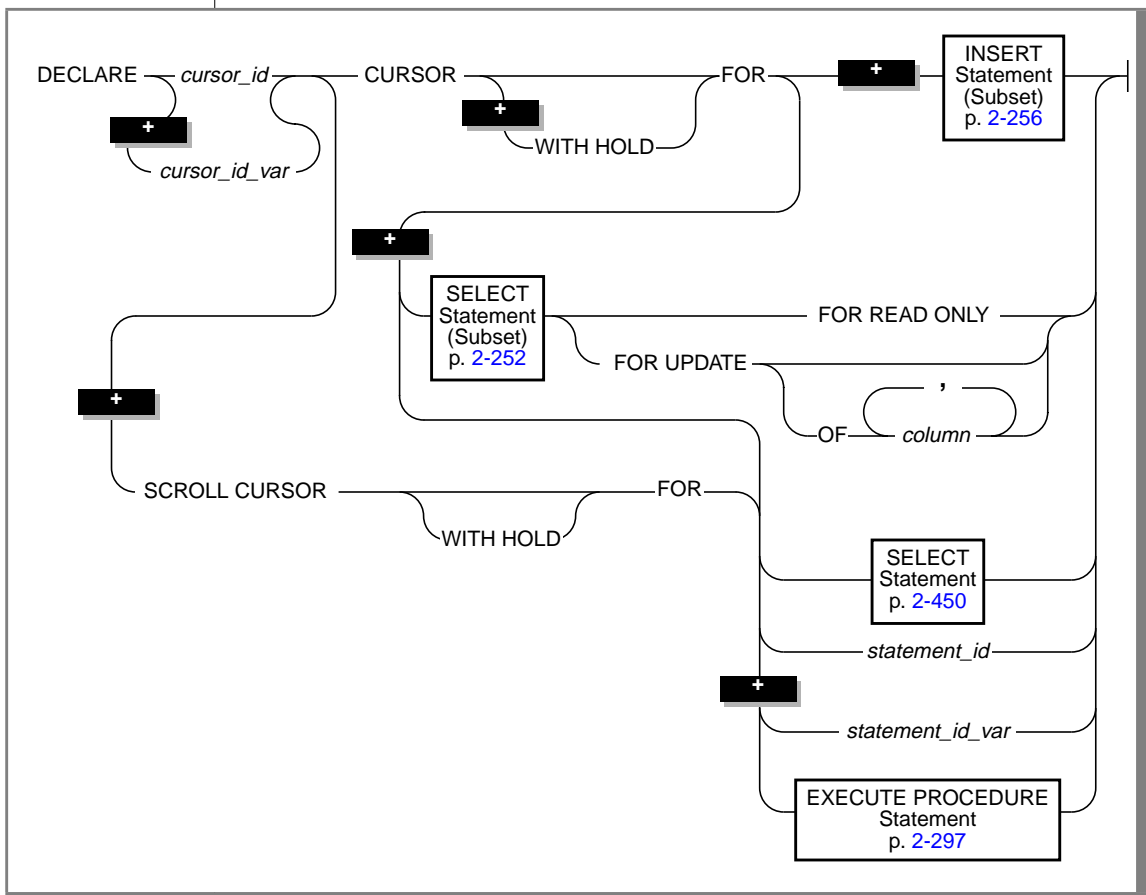 DECLARE cursor_id CURSOR FOR + INSERT
Statement
(Subset)
p. 2-256
+
cursor_id_var
+
WITH HOLD
+
SELECT
Statement
(Subset)
p. 2-252
FOR READ ONLY
FOR UPDATE
,
OF column
+
SCROLL CURSOR FOR
WITH HOLD
SELECT
Statement
p. 2-450
statement_id
+
statement_id_var
EXECUTE PROCEDURE
Statement
p. 2-297